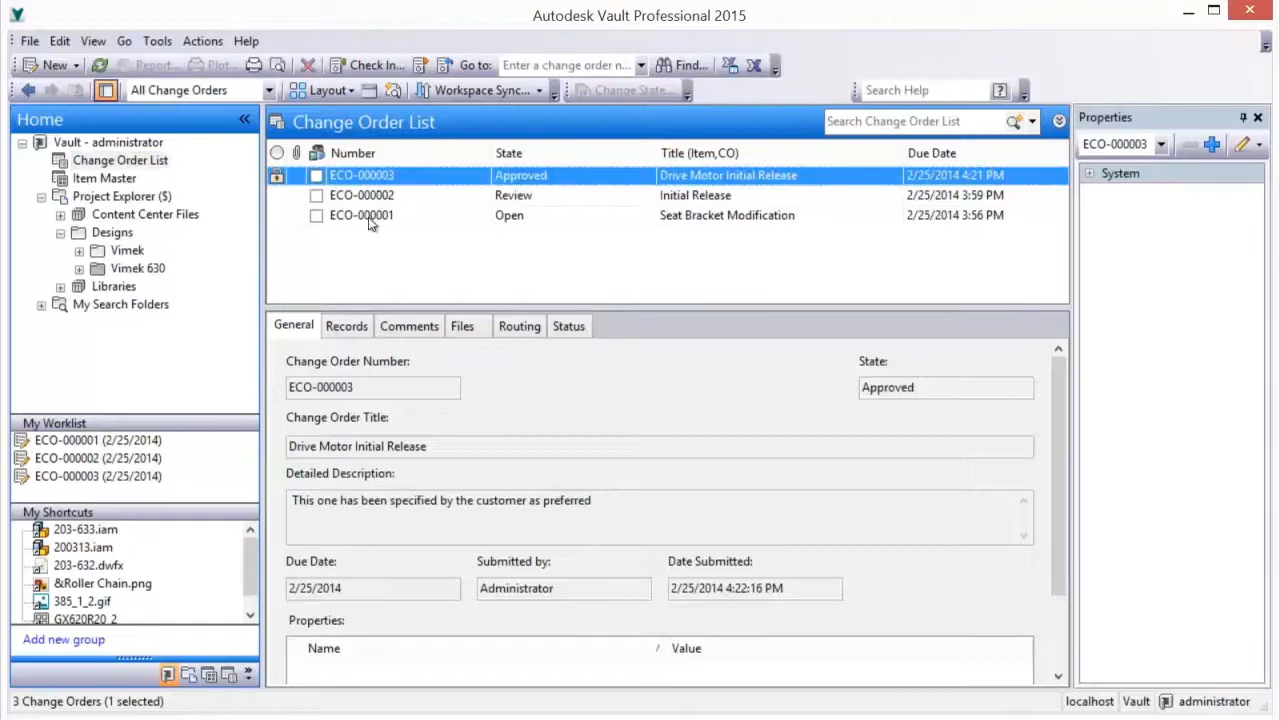 Autodesk Vault Professional 2015
File Edit View Go Tools Actions Help
New Report... Plot... Check In... Go to: Enter a change order n... Find...
All Change Orders Layout Workspace Sync... Change State... Search Help
Home
Vault - administrator
Change Order List
Item Master
Project Explorer ($)
Content Center Files
Designs
Vimek
Vimek 630
Libraries
My Search Folders
My Worklist
ECO-000001 (2/25/2014)
ECO-000002 (2/25/2014)
ECO-000003 (2/25/2014)
My Shortcuts
203-633.iam
200313.iam
203-632.dwfx
&Roller Chain.png
385_1_2.gif
GX620R20_2
Add new group
Change Order List Search Change Order List
Number State Title (Item,CO) Due Date
ECO-000003 Approved Drive Motor Initial Release 2/25/2014 4:21 PM
ECO-000002 Review Initial Release 2/25/2014 3:59 PM
ECO-000001 Open Seat Bracket Modification 2/25/2014 3:56 PM
General Records Comments Files Routing Status
Change Order Number: State:
ECO-000003 Approved
Change Order Title:
Drive Motor Initial Release
Detailed Description:
This one has been specified by the customer as preferred
Due Date: Submitted by: Date Submitted:
2/25/2014 Administrator 2/25/2014 4:22:16 PM
Properties:
Name / Value
Properties
ECO-000003
System
3 Change Orders (1 selected) localhost Vault administrator